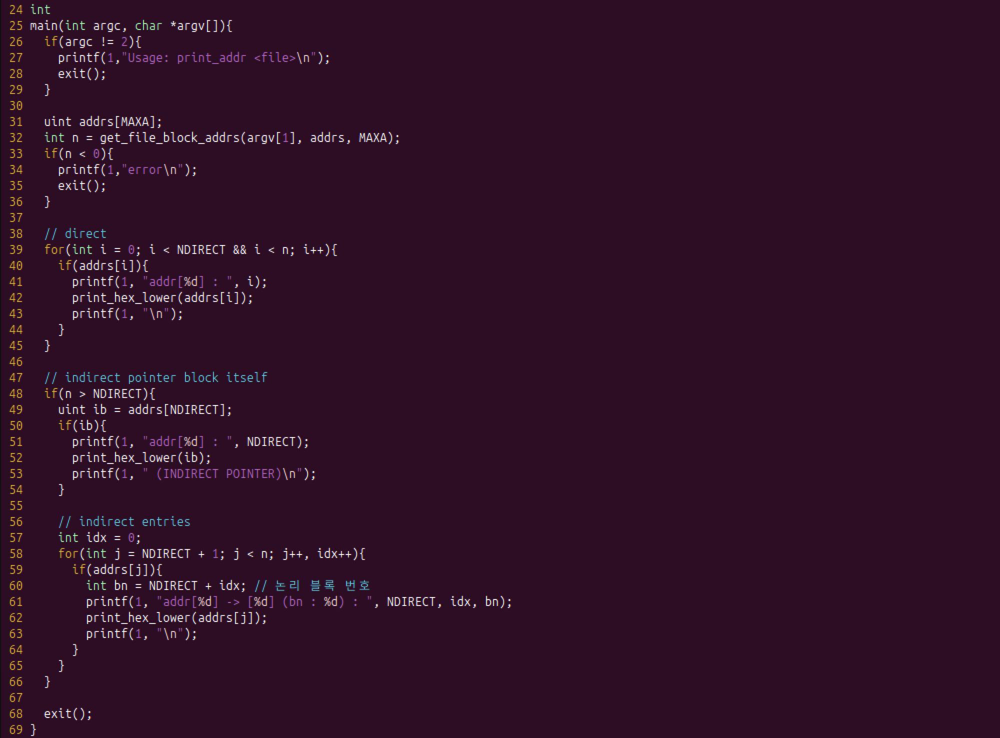 24 int
25 main(int argc, char *argv[]){
26   if(argc != 2){
27     printf(1,"Usage: print_addr <file>\n");
28     exit();
29   }
30
31   uint addrs[MAXA];
32   int n = get_file_block_addrs(argv[1], addrs, MAXA);
33   if(n < 0){
34     printf(1,"error\n");
35     exit();
36   }
37
38   // direct
39   for(int i = 0; i < NDIRECT && i < n; i++){
40     if(addrs[i]){
41       printf(1, "addr[%d] : ", i);
42       print_hex_lower(addrs[i]);
43       printf(1, "\n");
44     }
45   }
46
47   // indirect pointer block itself
48   if(n > NDIRECT){
49     uint ib = addrs[NDIRECT];
50     if(ib){
51       printf(1, "addr[%d] : ", NDIRECT);
52       print_hex_lower(ib);
53       printf(1, " (INDIRECT POINTER)\n");
54     }
55
56     // indirect entries
57     int idx = 0;
58     for(int j = NDIRECT + 1; j < n; j++, idx++){
59       if(addrs[j]){
60         int bn = NDIRECT + idx; // 논리 블록 번호
61         printf(1, "addr[%d] -> [%d] (bn : %d) : ", NDIRECT, idx, bn);
62         print_hex_lower(addrs[j]);
63         printf(1, "\n");
64       }
65     }
66   }
67
68   exit();
69 }